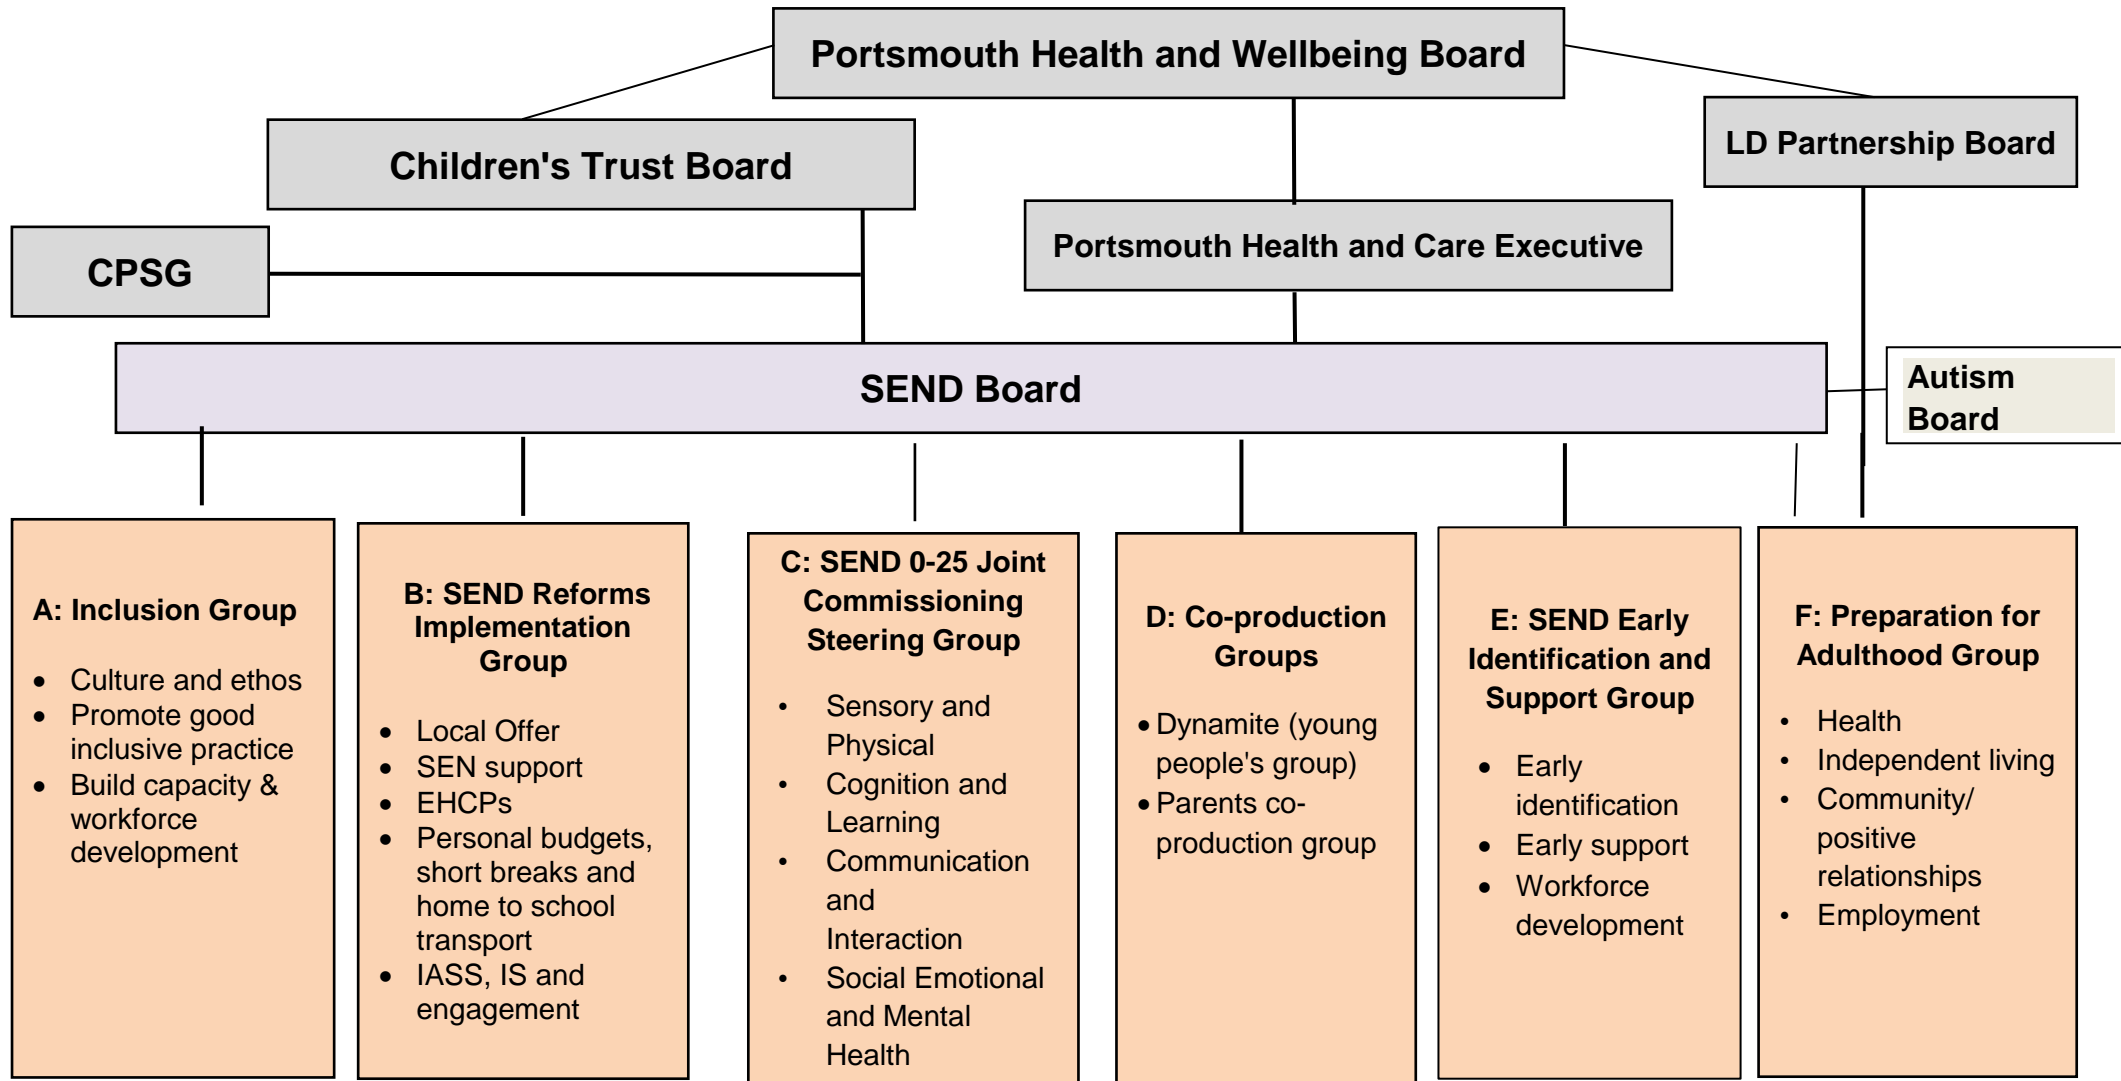 Portsmouth Health and Wellbeing Board
Children's Trust Board
LD Partnership Board
CPSG
Portsmouth Health and Care Executive
SEND Board
Autism
Board
A: Inclusion Group
• Culture and ethos
• Promote good
inclusive practice
• Build capacity &
workforce
development
B: SEND Reforms
Implementation
Group
• Local Offer
• SEN support
• EHCPs
• Personal budgets,
short breaks and
home to school
transport
• IASS, IS and
engagement
C: SEND 0-25 Joint
Commissioning
Steering Group
• Sensory and
Physical
• Cognition and
Learning
• Communication
and
Interaction
• Social Emotional
and Mental
Health
D: Co-production
Groups
• Dynamite (young
people's group)
• Parents co-
production group
E: SEND Early
Identification and
Support Group
• Early
identification
• Early support
• Workforce
development
F: Preparation for
Adulthood Group
• Health
• Independent living
• Community/
positive
relationships
• Employment